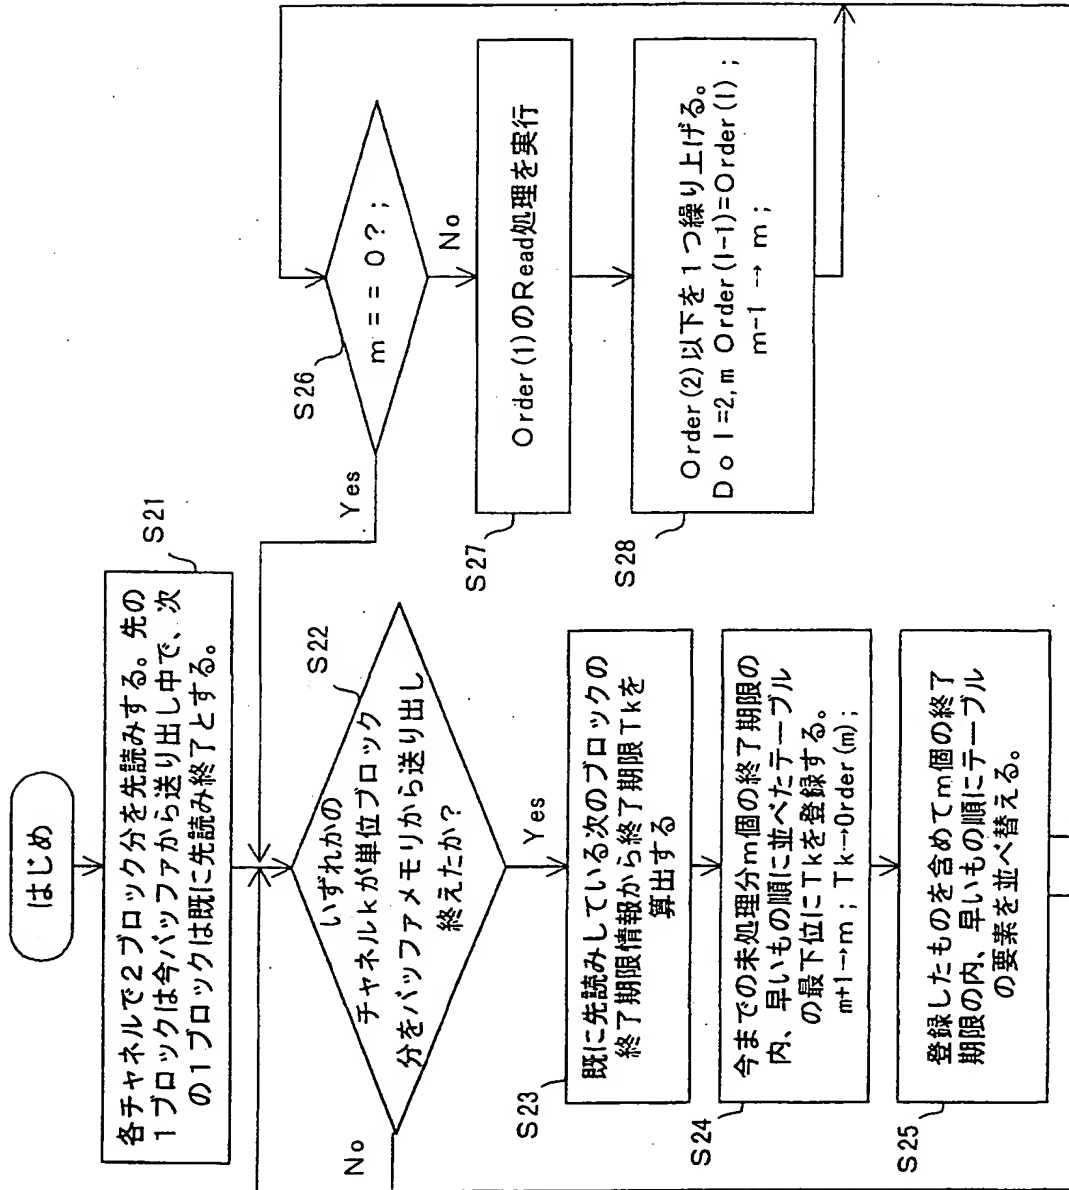 はじめ
各チャネルで2ブロック分を先読みする。先の
1ブロックは今バッファから送り出し中で、次
の1ブロックは既に先読み終了とする。
S21
いずれかの
チャネルkが単位ブロック
分をバッファメモリから送り出し
終えたか?
S22
No
Yes
既に先読みしている次のブロックの
終了期限情報から終了期限Tkを
算出する
S23
今までの未処理分m個の終了期限の
内、早いもの順に並べたテーブル
の最下位にTkを登録する。
m+1→m; Tk→Order(m);
S24
登録したものを含めてm個の終了
期限の内、早いもの順にテーブル
の要素を並べ替える。
S25
m==0?;
S26
Yes
No
Order(1)のRead処理を実行
S27
Order(2)以下を1つ繰り上げる。
Do l=2,m Order(l-1)=Order(l);
m-1→m;
S28